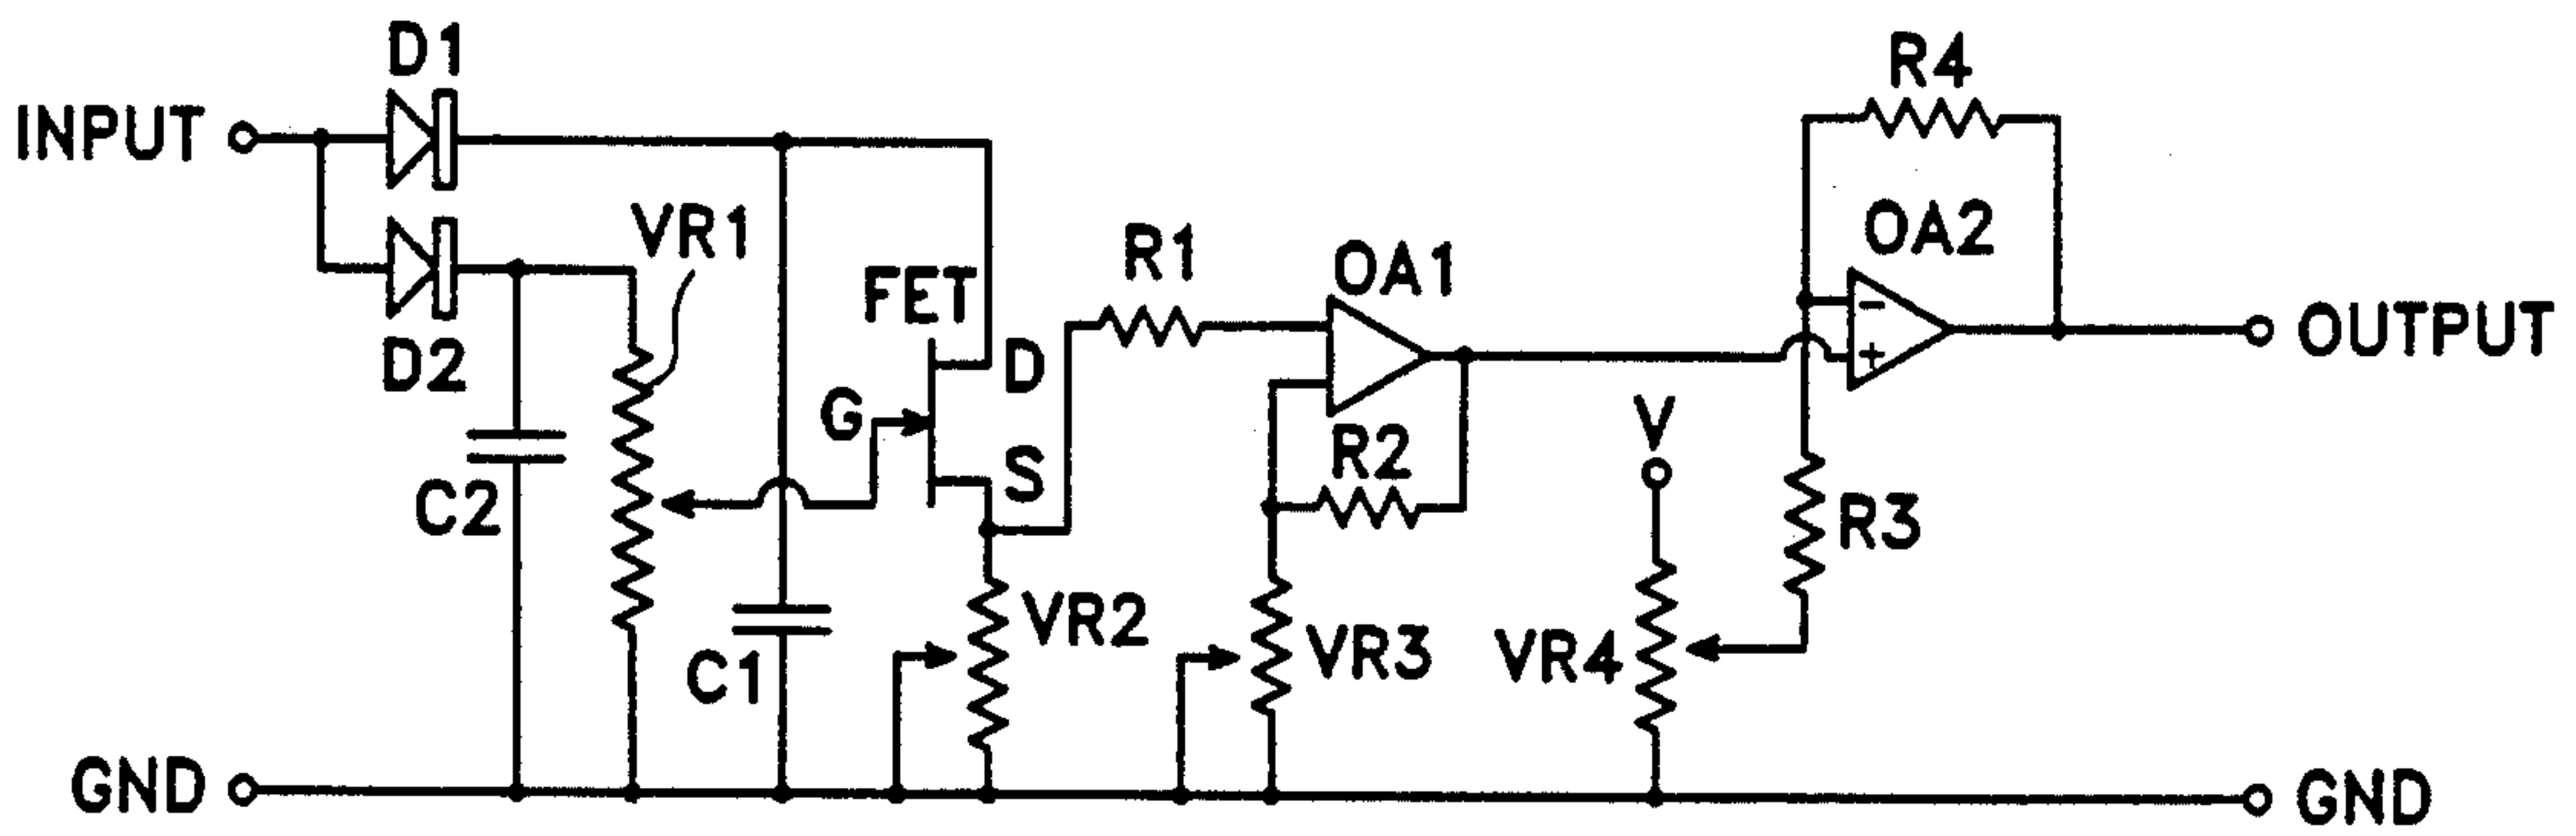 D1
R4
INPUT
VR1
OA2
R1
OA1
FET
OUTPUT
D
D2
G
V
R2
S
C2
R3
VR2
VR3
VR4
C1
GND
GND
-
+